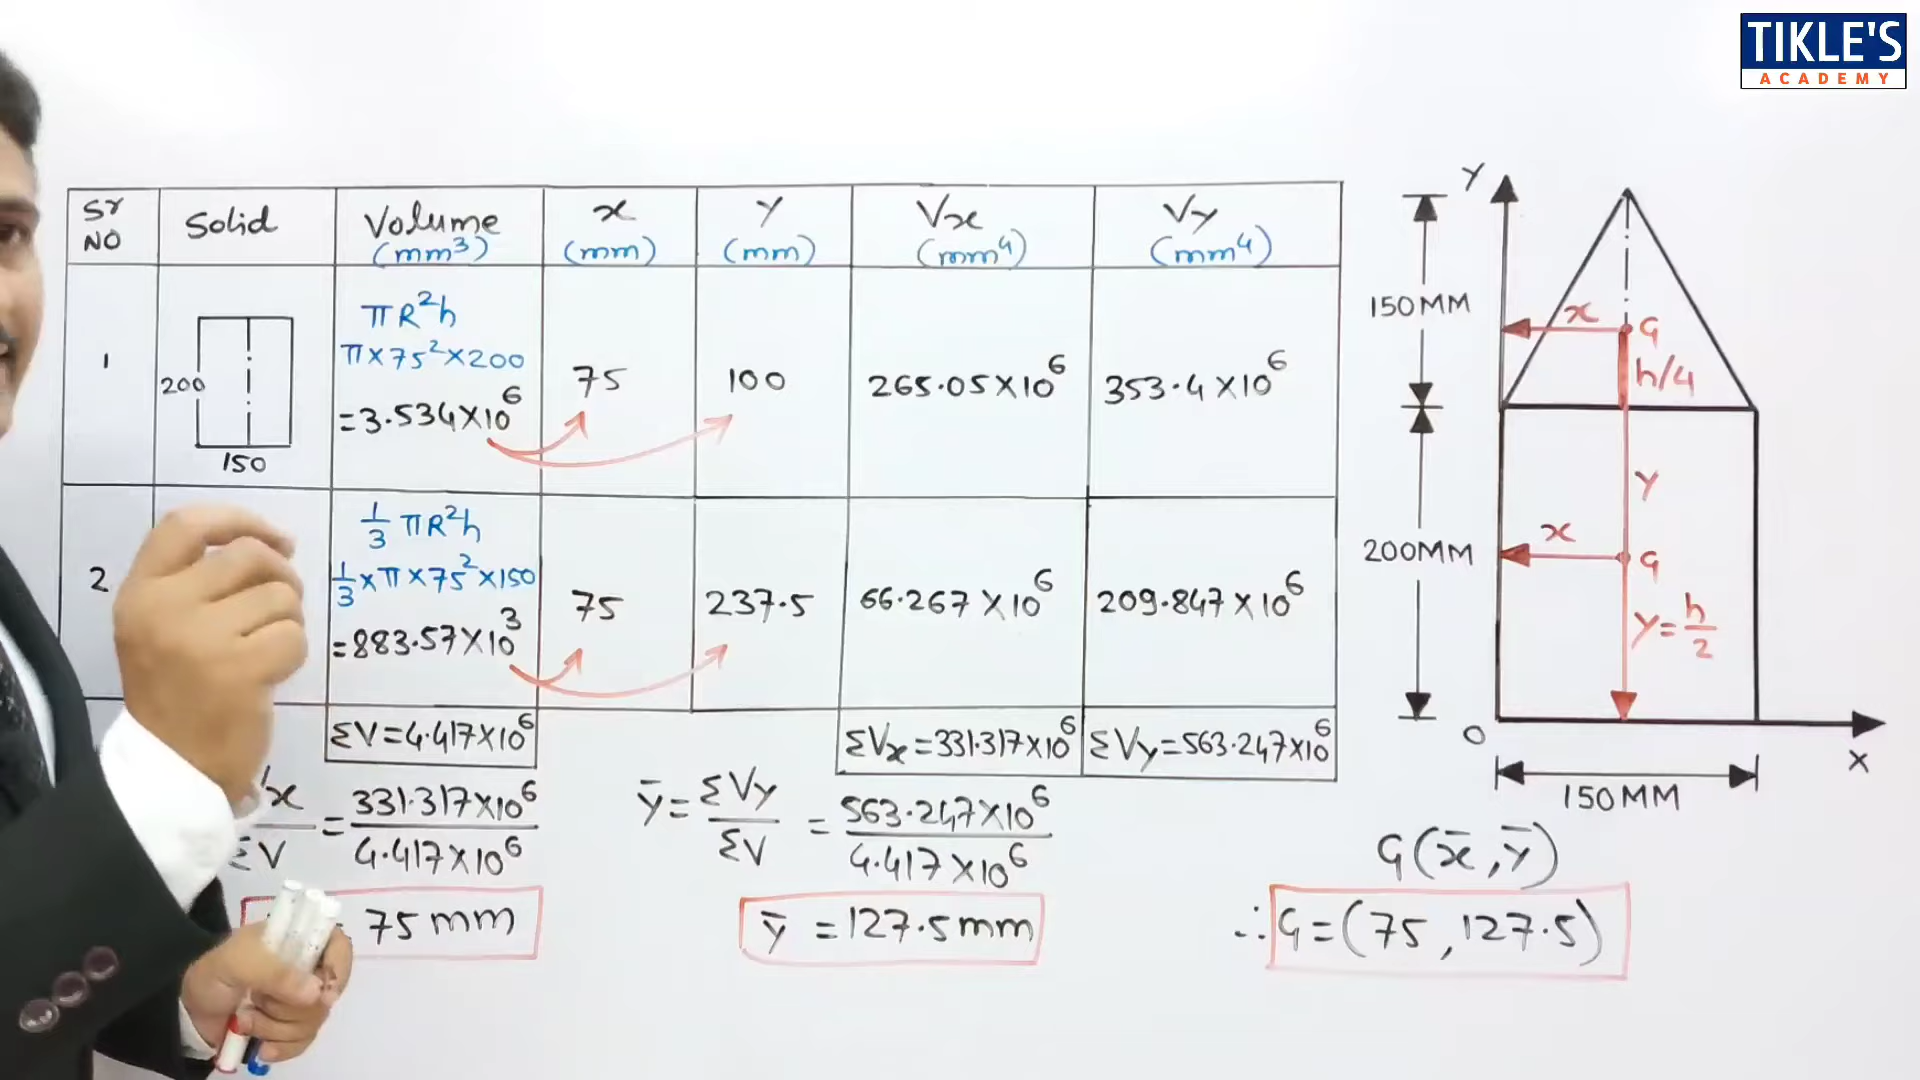 TIKLE'S
ACADEMY
Sr
NO
Solid
Volume
(mm³)
x
(mm)
y
(mm)
Vx
(mm⁴)
Vy
(mm⁴)
1
200
150
πR²h
π×75²×200
=3.534×10⁶
75
100
265.05×10⁶
353.4×10⁶
2
1/3 πR²h
1/3×π×75²×150
=883.57×10³
75
237.5
66.267×10⁶
209.847×10⁶
ΣV=4.417×10⁶
ΣVx=331.317×10⁶
ΣVy=563.247×10⁶
x/ΣV = 331.317×10⁶/4.417×10⁶
= 75 mm
ȳ = ΣVy/ΣV = 563.247×10⁶/4.417×10⁶
ȳ = 127.5 mm
G(x̄, ȳ)
∴ G=(75, 127.5)
Y
150MM
x
G
h/4
Y
200MM
x
G
Y=h/2
O
X
150MM